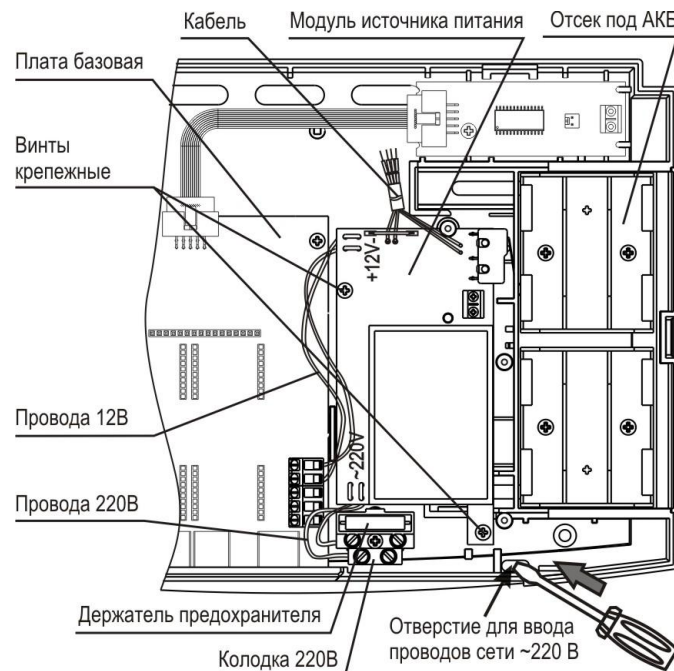 Кабель
Модуль источника питания
Отсек под АКБ
Плата базовая
Винты
крепежные
+12V-
Провода 12В
~220V
Провода 220В
Держатель предохранителя
Колодка 220В
Отверстие для ввода
проводов сети ~220 В